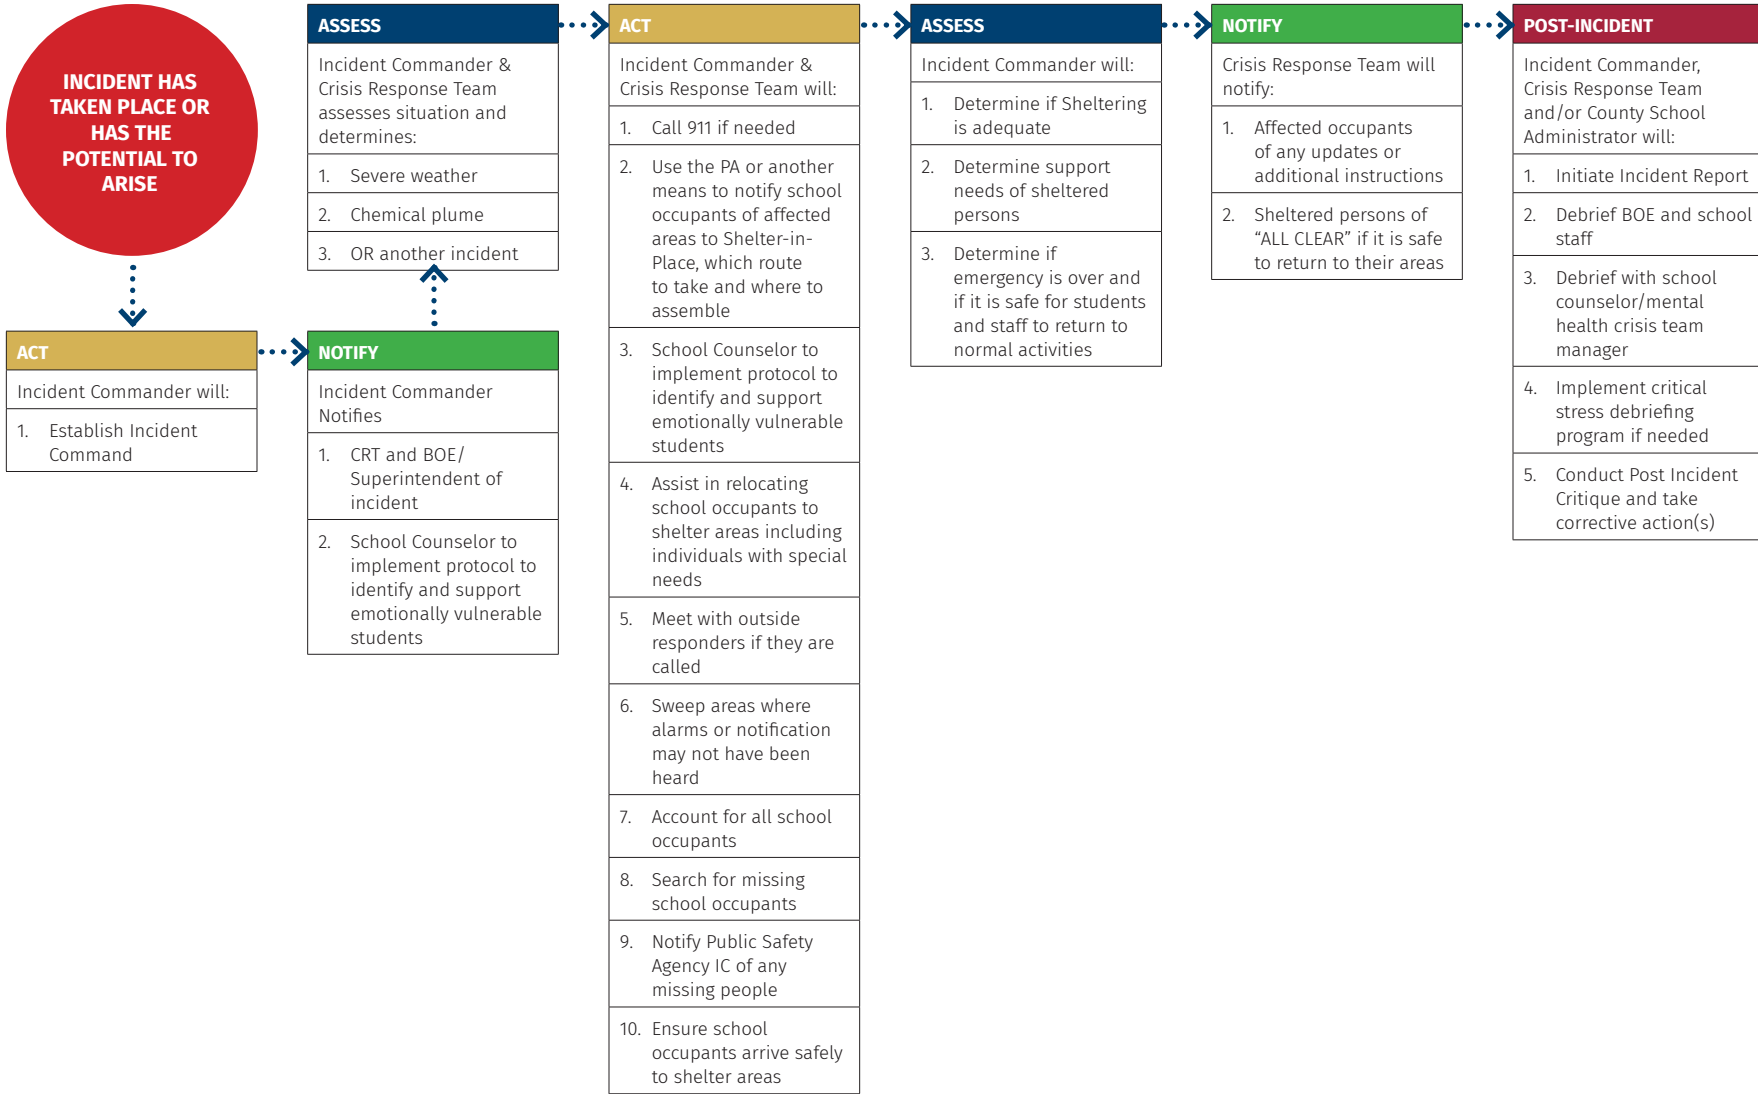 INCIDENT HAS
TAKEN PLACE OR
HAS THE
POTENTIAL TO
ARISE
ACT
Incident Commander will:
1. Establish Incident
Command
NOTIFY
Incident Commander
Notifies
1. CRT and BOE/
Superintendent of
incident
2. School Counselor to
implement protocol to
identify and support
emotionally vulnerable
students
ASSESS
Incident Commander &
Crisis Response Team
assesses situation and
determines:
1. Severe weather
2. Chemical plume
3. OR another incident
ACT
Incident Commander &
Crisis Response Team will:
1. Call 911 if needed
2. Use the PA or another
means to notify school
occupants of affected
areas to Shelter-in-
Place, which route
to take and where to
assemble
3. School Counselor to
implement protocol to
identify and support
emotionally vulnerable
students
4. Assist in relocating
school occupants to
shelter areas including
individuals with special
needs
5. Meet with outside
responders if they are
called
6. Sweep areas where
alarms or notification
may not have been
heard
7. Account for all school
occupants
8. Search for missing
school occupants
9. Notify Public Safety
Agency IC of any
missing people
10. Ensure school
occupants arrive safely
to shelter areas
ASSESS
Incident Commander will:
1. Determine if Sheltering
is adequate
2. Determine support
needs of sheltered
persons
3. Determine if
emergency is over and
if it is safe for students
and staff to return to
normal activities
NOTIFY
Crisis Response Team will
notify:
1. Affected occupants
of any updates or
additional instructions
2. Sheltered persons of
“ALL CLEAR” if it is safe
to return to their areas
POST-INCIDENT
Incident Commander,
Crisis Response Team
and/or County School
Administrator will:
1. Initiate Incident Report
2. Debrief BOE and school
staff
3. Debrief with school
counselor/mental
health crisis team
manager
4. Implement critical
stress debriefing
program if needed
5. Conduct Post Incident
Critique and take
corrective action(s)